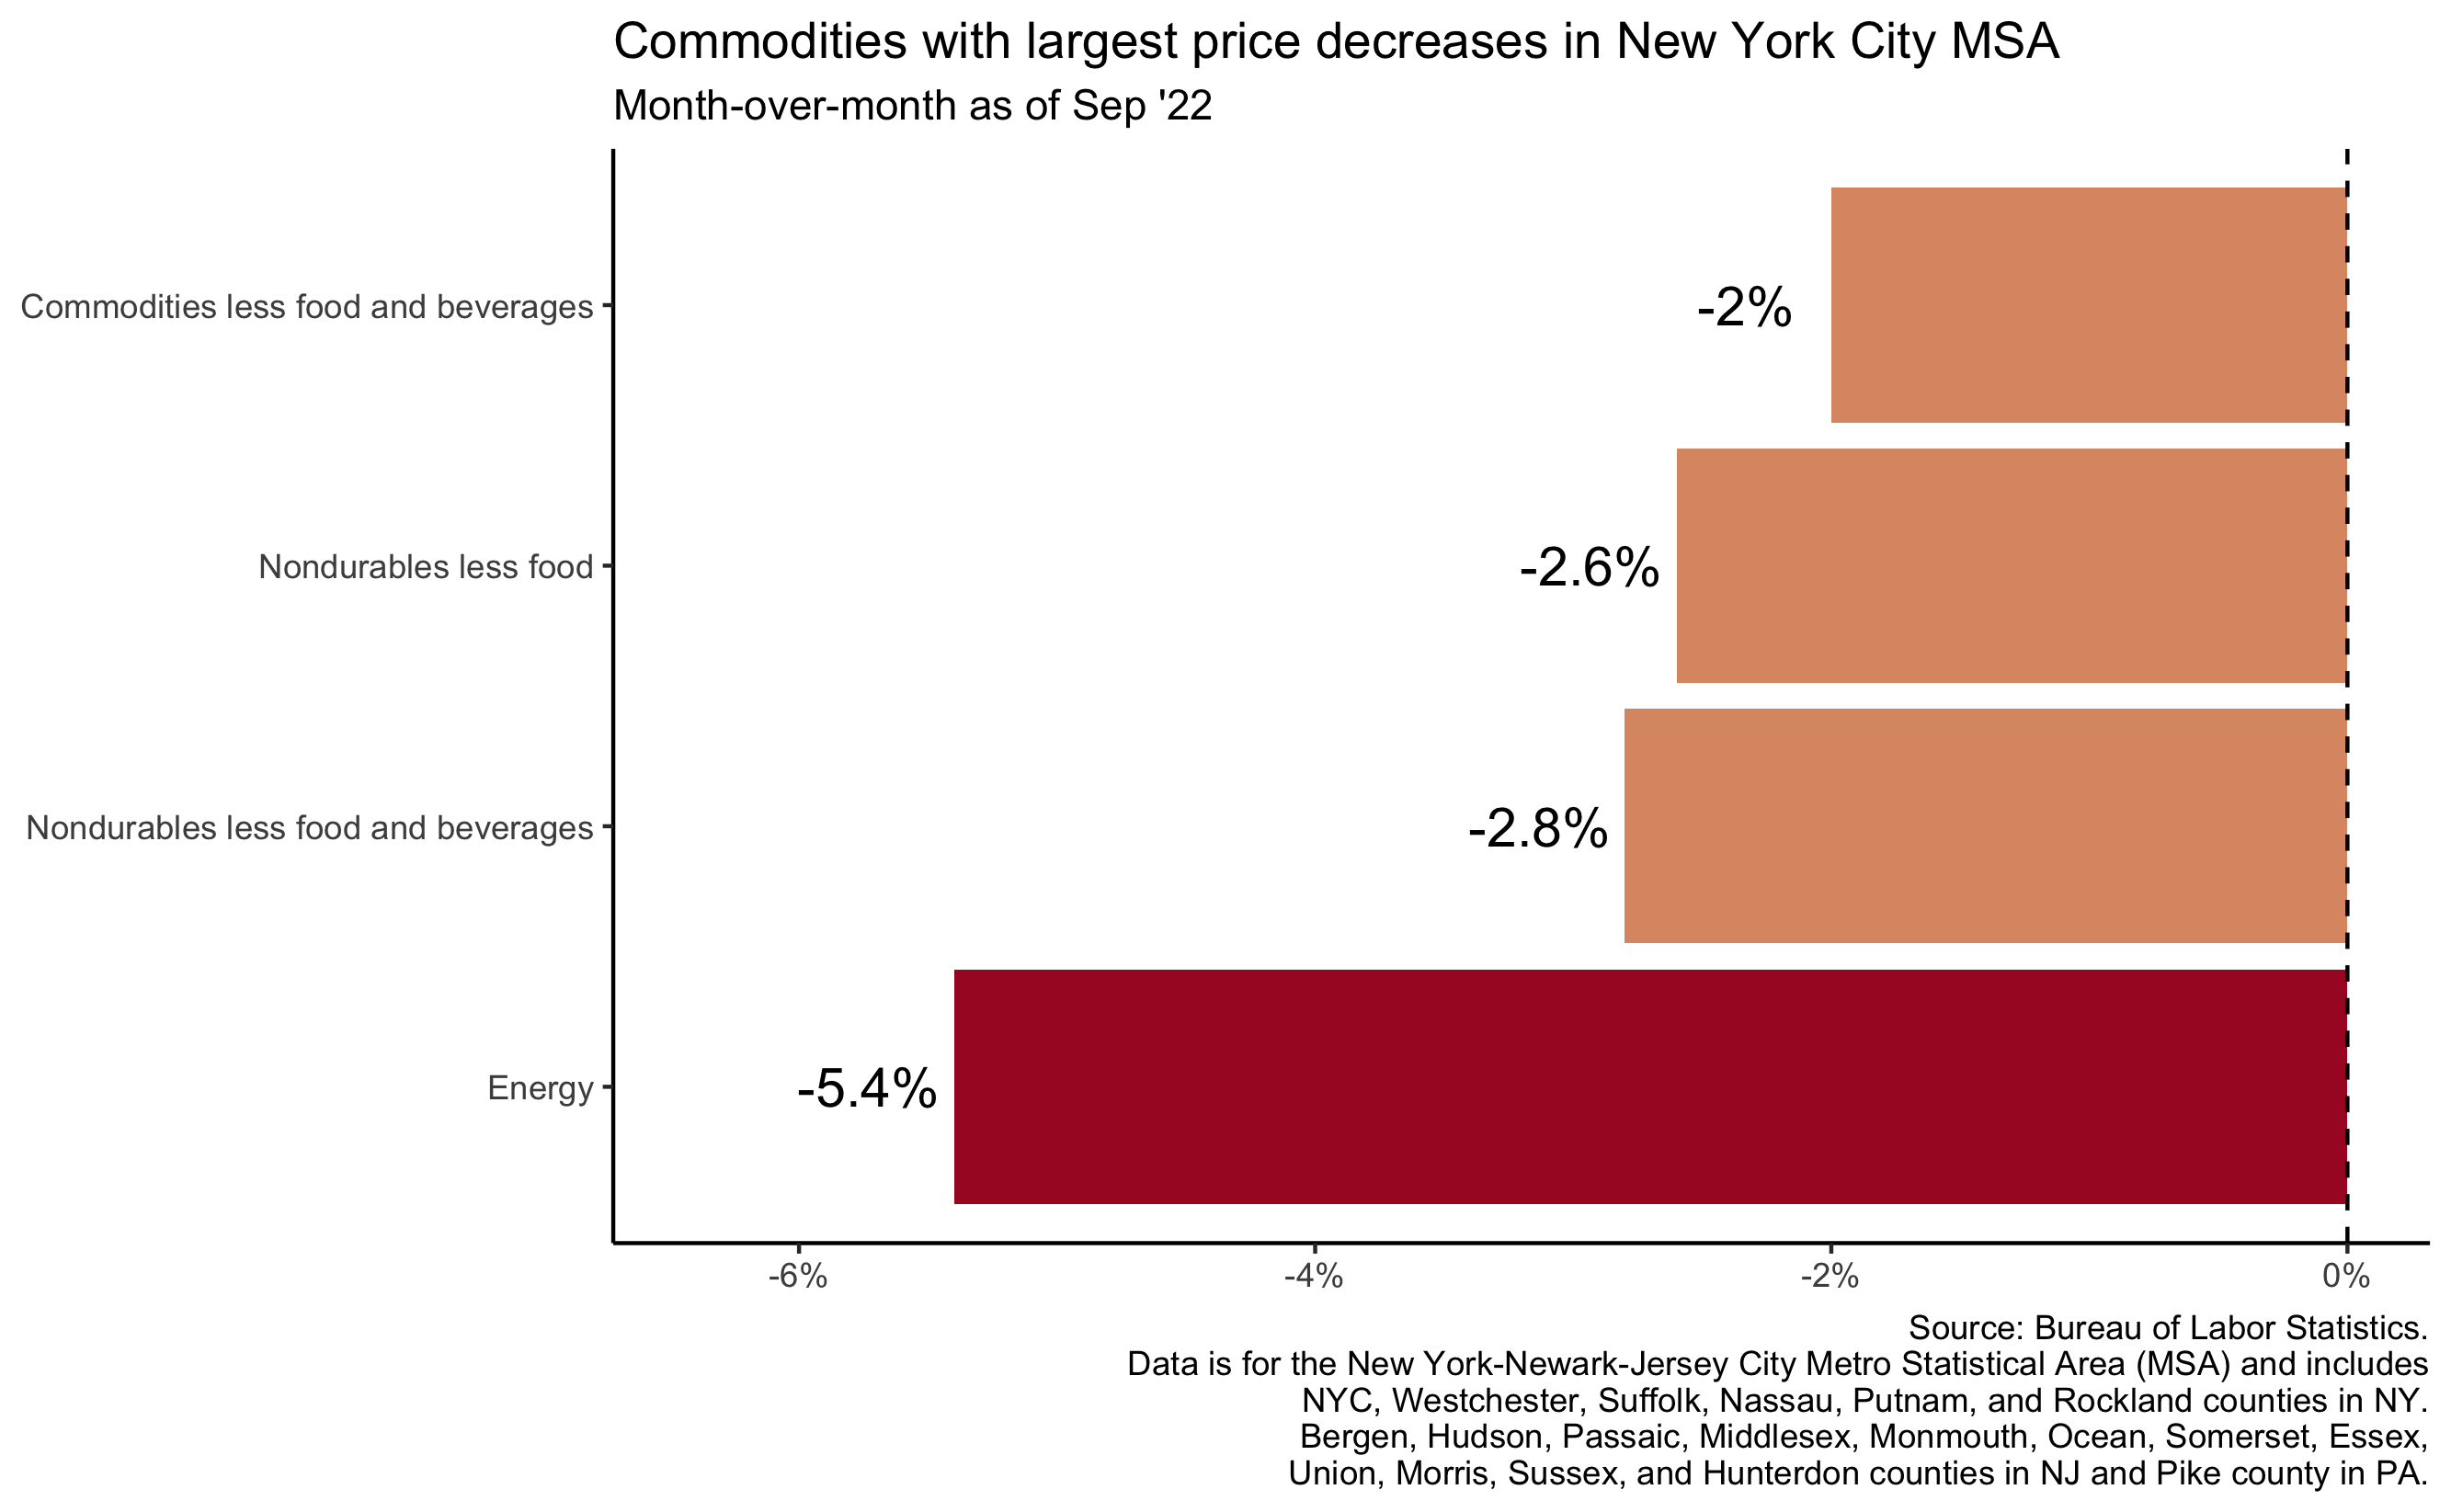 Commodities with largest price decreases in New York City MSA
Month-over-month as of Sep '22
Commodities less food and beverages
-2%
Nondurables less food
-2.6%
Nondurables less food and beverages
-2.8%
Energy
-5.4%
-6%
-4%
-2%
0%
Source: Bureau of Labor Statistics.
Data is for the New York-Newark-Jersey City Metro Statistical Area (MSA) and includes
NYC, Westchester, Suffolk, Nassau, Putnam, and Rockland counties in NY.
Bergen, Hudson, Passaic, Middlesex, Monmouth, Ocean, Somerset, Essex,
Union, Morris, Sussex, and Hunterdon counties in NJ and Pike county in PA.